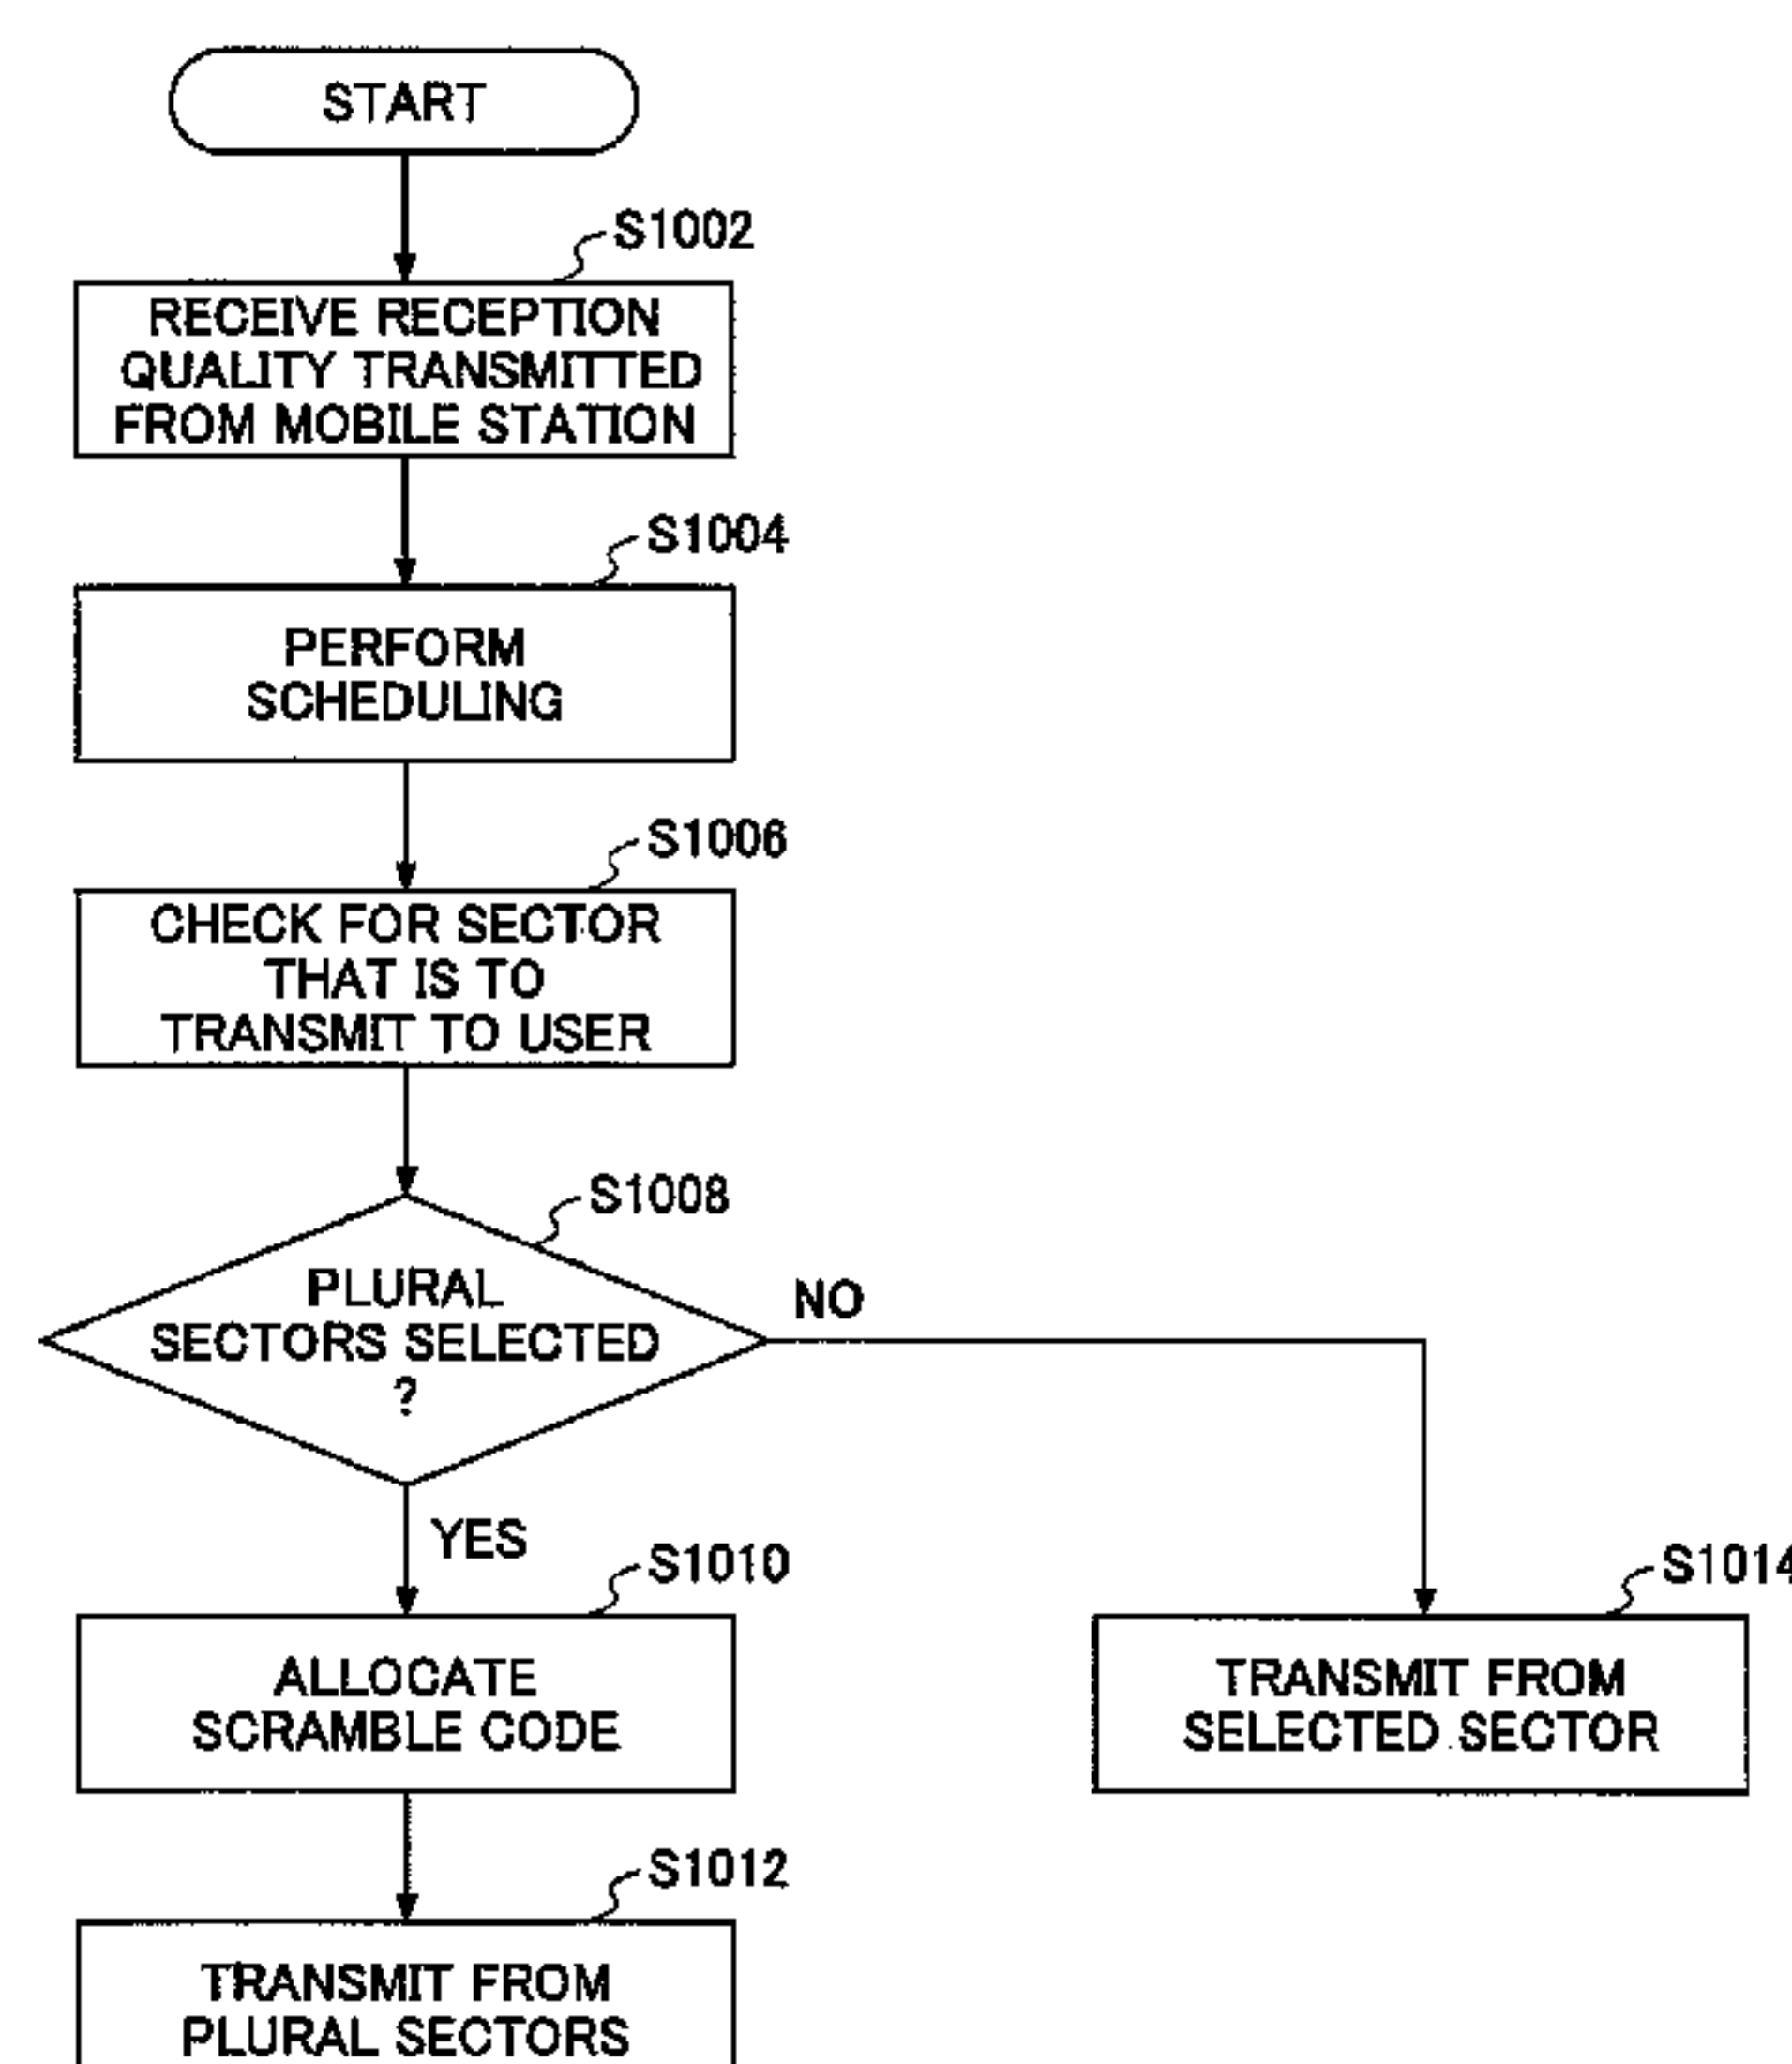 START
S1002
RECEIVE RECEPTION
QUALITY TRANSMITTED
FROM MOBILE STATION
S1004
PERFORM
SCHEDULING
S1006
CHECK FOR SECTOR
THAT IS TO
TRANSMIT TO USER
S1008
PLURAL
SECTORS SELECTED
?
NO
YES
S1010
ALLOCATE
SCRAMBLE CODE
S1014
TRANSMIT FROM
SELECTED SECTOR
S1012
TRANSMIT FROM
PLURAL SECTORS